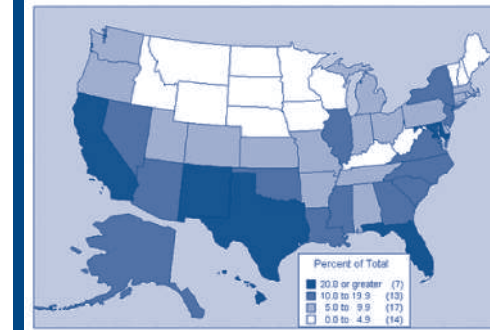 Percent of Total
20.0 or greater (7)
10.0 to 19.9 (13)
5.0 to 9.9 (17)
0.0 to 4.9 (14)